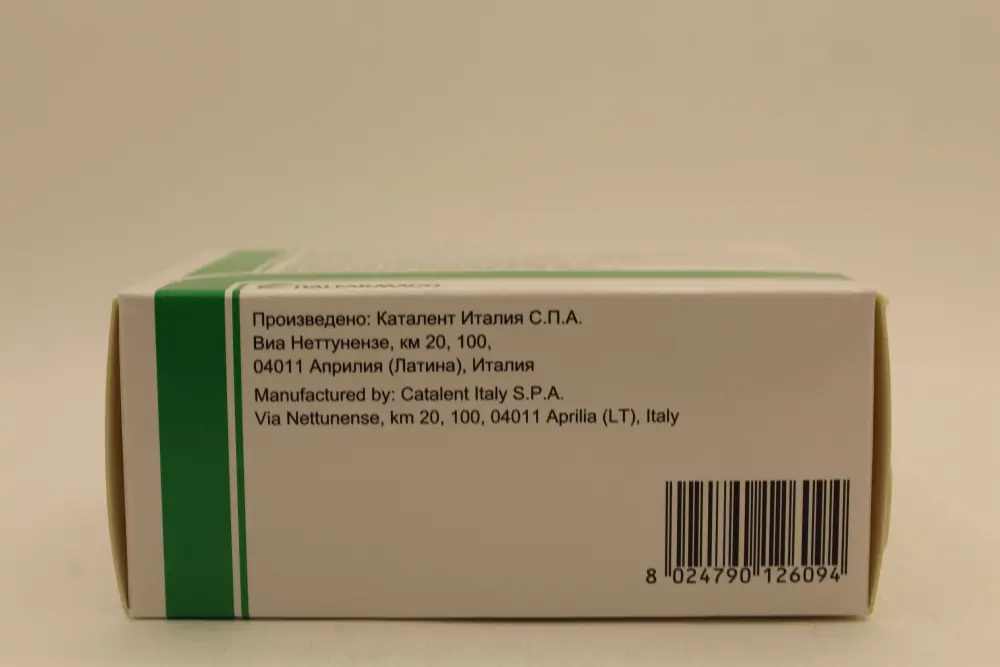 ITALFARMACO
Произведено: Каталент Италия С.П.А.
Виа Неттунензе, км 20, 100,
04011 Априлия (Латина), Италия
Manufactured by: Catalent Italy S.P.A.
Via Nettunense, km 20, 100, 04011 Aprilia (LT), Italy
8 024790 126094